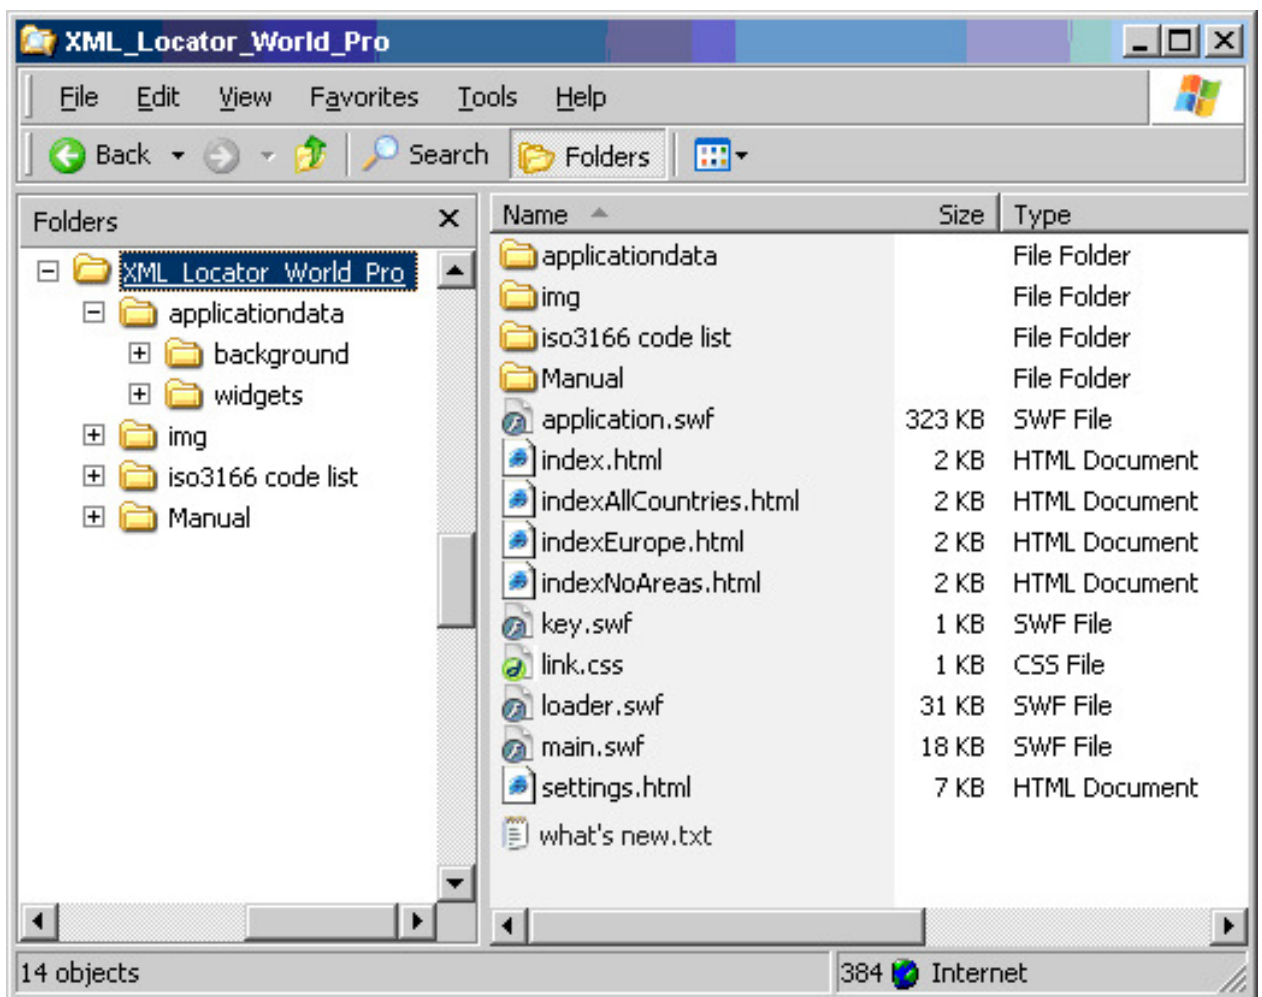 XML_Locator_World_Pro
File Edit View Favorites Tools Help
Back Search Folders
Folders
XML_Locator_World_Pro
applicationdata
background
widgets
img
iso3166 code list
Manual
Name Size Type
applicationdata File Folder
img File Folder
iso3166 code list File Folder
Manual File Folder
application.swf 323 KB SWF File
index.html 2 KB HTML Document
indexAllCountries.html 2 KB HTML Document
indexEurope.html 2 KB HTML Document
indexNoAreas.html 2 KB HTML Document
key.swf 1 KB SWF File
link.css 1 KB CSS File
loader.swf 31 KB SWF File
main.swf 18 KB SWF File
settings.html 7 KB HTML Document
what's new.txt
14 objects 384 Internet